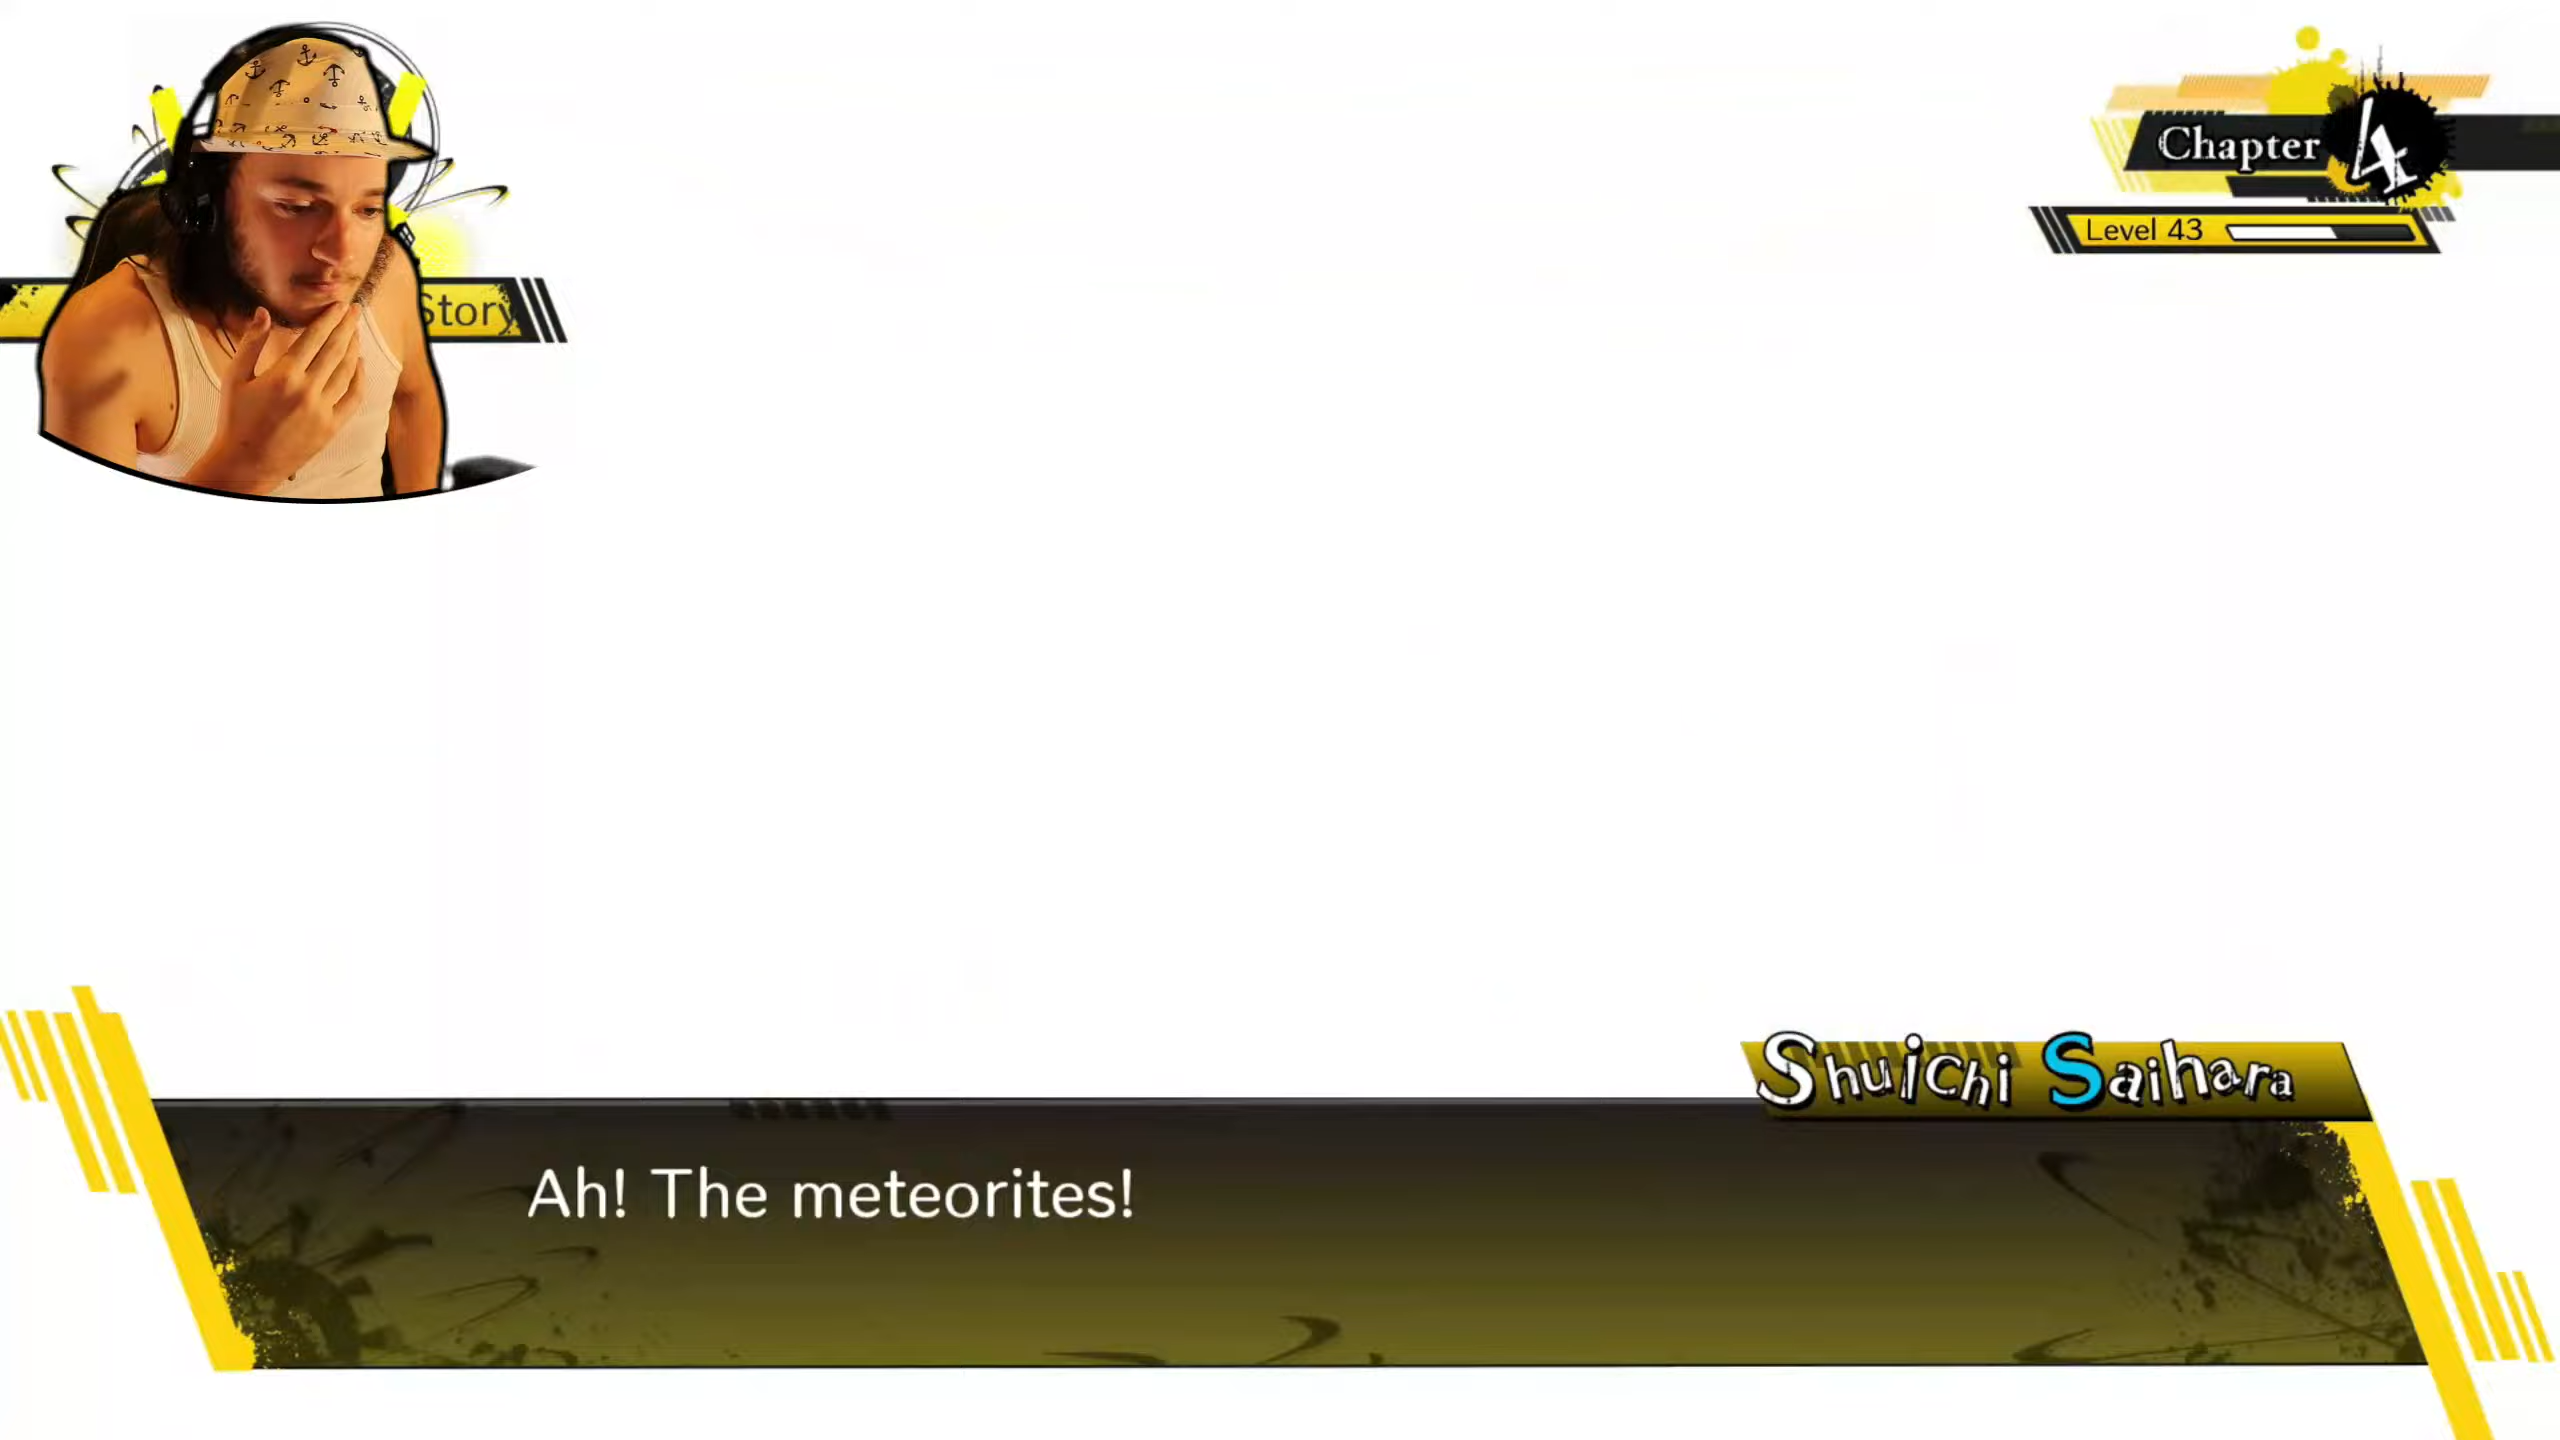 Chapter 4
Level 43
Story
Shuichi Saihara
Ah! The meteorites!